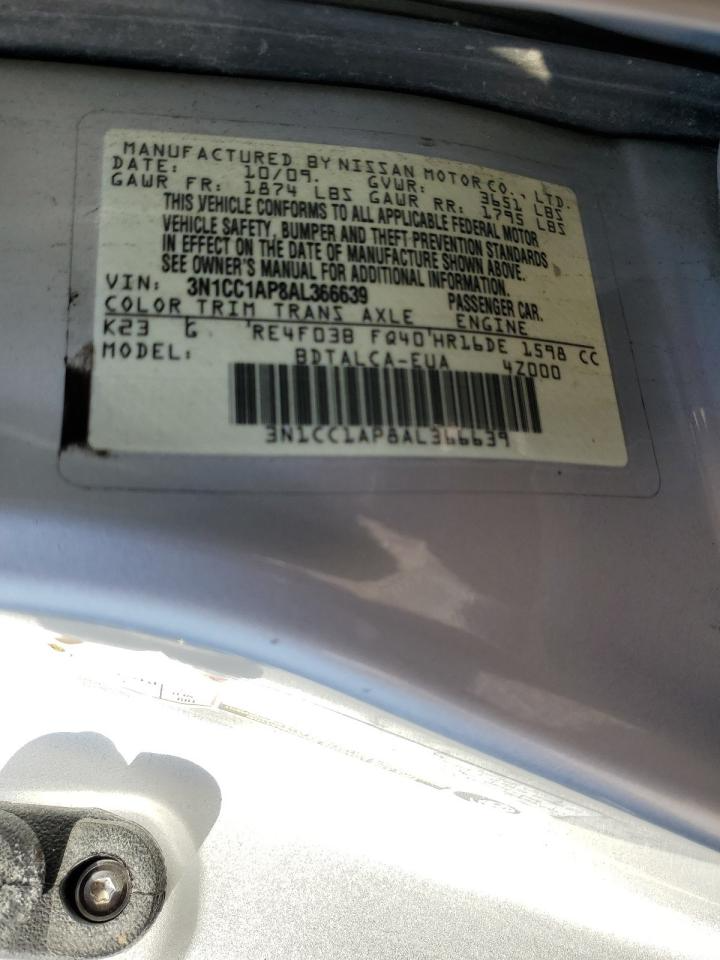 MANUFACTURED BY NISSAN MOTOR CO., LTD.
DATE: 10/09. GVWR: 3651 LBS
GAWR FR: 1874 LBS GAWR RR: 1795 LBS
THIS VEHICLE CONFORMS TO ALL APPLICABLE FEDERAL MOTOR
VEHICLE SAFETY, BUMPER AND THEFT PREVENTION STANDARDS
IN EFFECT ON THE DATE OF MANUFACTURE SHOWN ABOVE.
SEE OWNER'S MANUAL FOR ADDITIONAL INFORMATION.
VIN: 3N1CC1AP8AL366639 PASSENGER CAR.
COLOR TRIM TRANS AXLE ENGINE
K23 G RE4F03B FQ40 HR16DE 1598 CC
MODEL: BDTALCA-EUA 4Z000
3N1CC1AP8AL366639